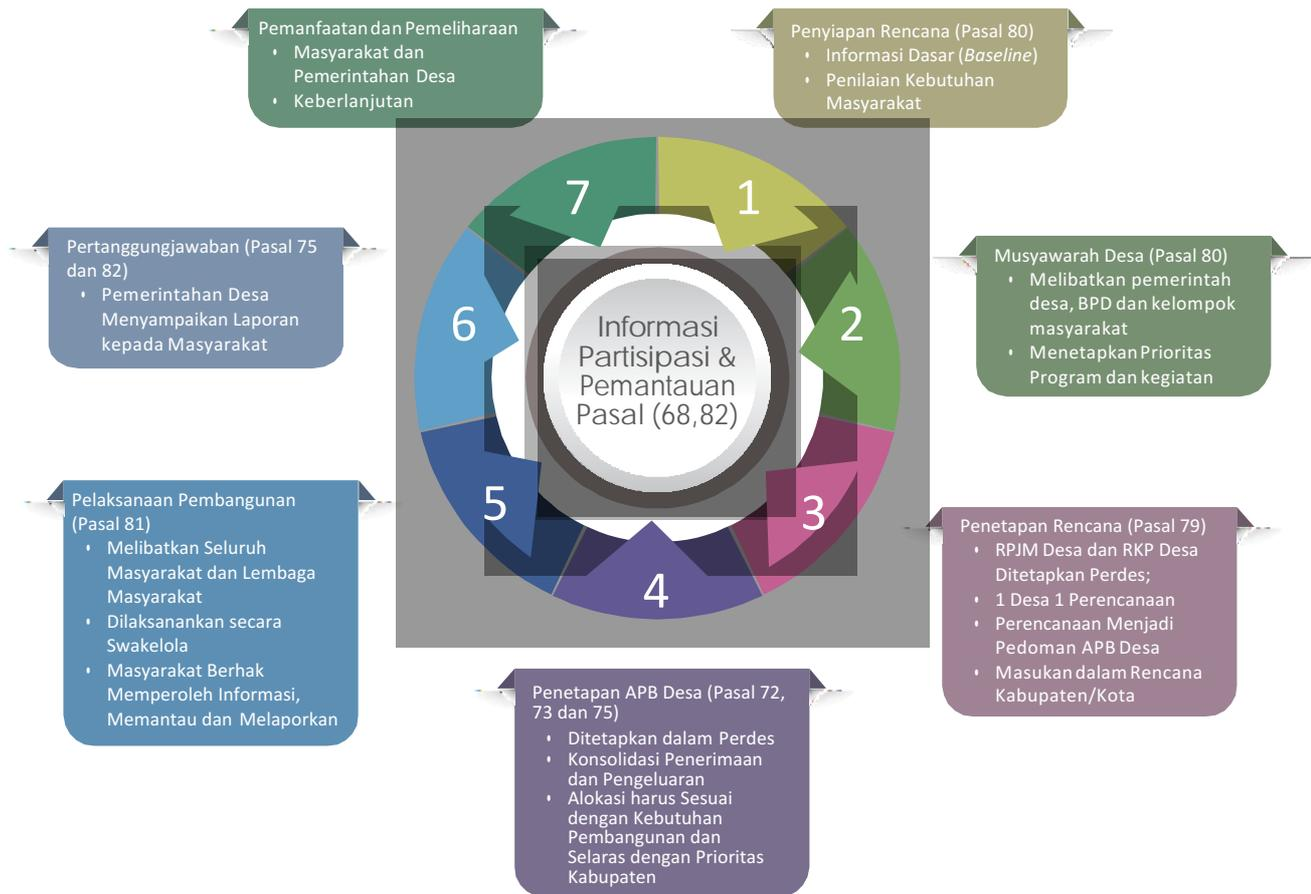 Pemanfaatan dan Pemeliharaan
• Masyarakat dan
Pemerintahan Desa
• Keberlanjutan
Penyiapan Rencana (Pasal 80)
• Informasi Dasar (Baseline)
• Penilaian Kebutuhan
Masyarakat
7
1
Pertanggungjawaban (Pasal 75
dan 82)
• Pemerintahan Desa
Menyampaikan Laporan
kepada Masyarakat
Musyawarah Desa (Pasal 80)
• Melibatkan pemerintah
desa, BPD dan kelompok
masyarakat
• Menetapkan Prioritas
Program dan kegiatan
6
2
Informasi
Partisipasi &
Pemantauan
Pasal (68,82)
5
3
4
Pelaksanaan Pembangunan
(Pasal 81)
• Melibatkan Seluruh
Masyarakat dan Lembaga
Masyarakat
• Dilaksanankan secara
Swakelola
• Masyarakat Berhak
Memperoleh Informasi,
Memantau dan Melaporkan
Penetapan Rencana (Pasal 79)
• RPJM Desa dan RKP Desa
Ditetapkan Perdes;
• 1 Desa 1 Perencanaan
• Perencanaan Menjadi
Pedoman APB Desa
• Masukan dalam Rencana
Kabupaten/Kota
Penetapan APB Desa (Pasal 72,
73 dan 75)
• Ditetapkan dalam Perdes
• Konsolidasi Penerimaan
dan Pengeluaran
• Alokasi harus Sesuai
dengan Kebutuhan
Pembangunan dan
Selaras dengan Prioritas
Kabupaten